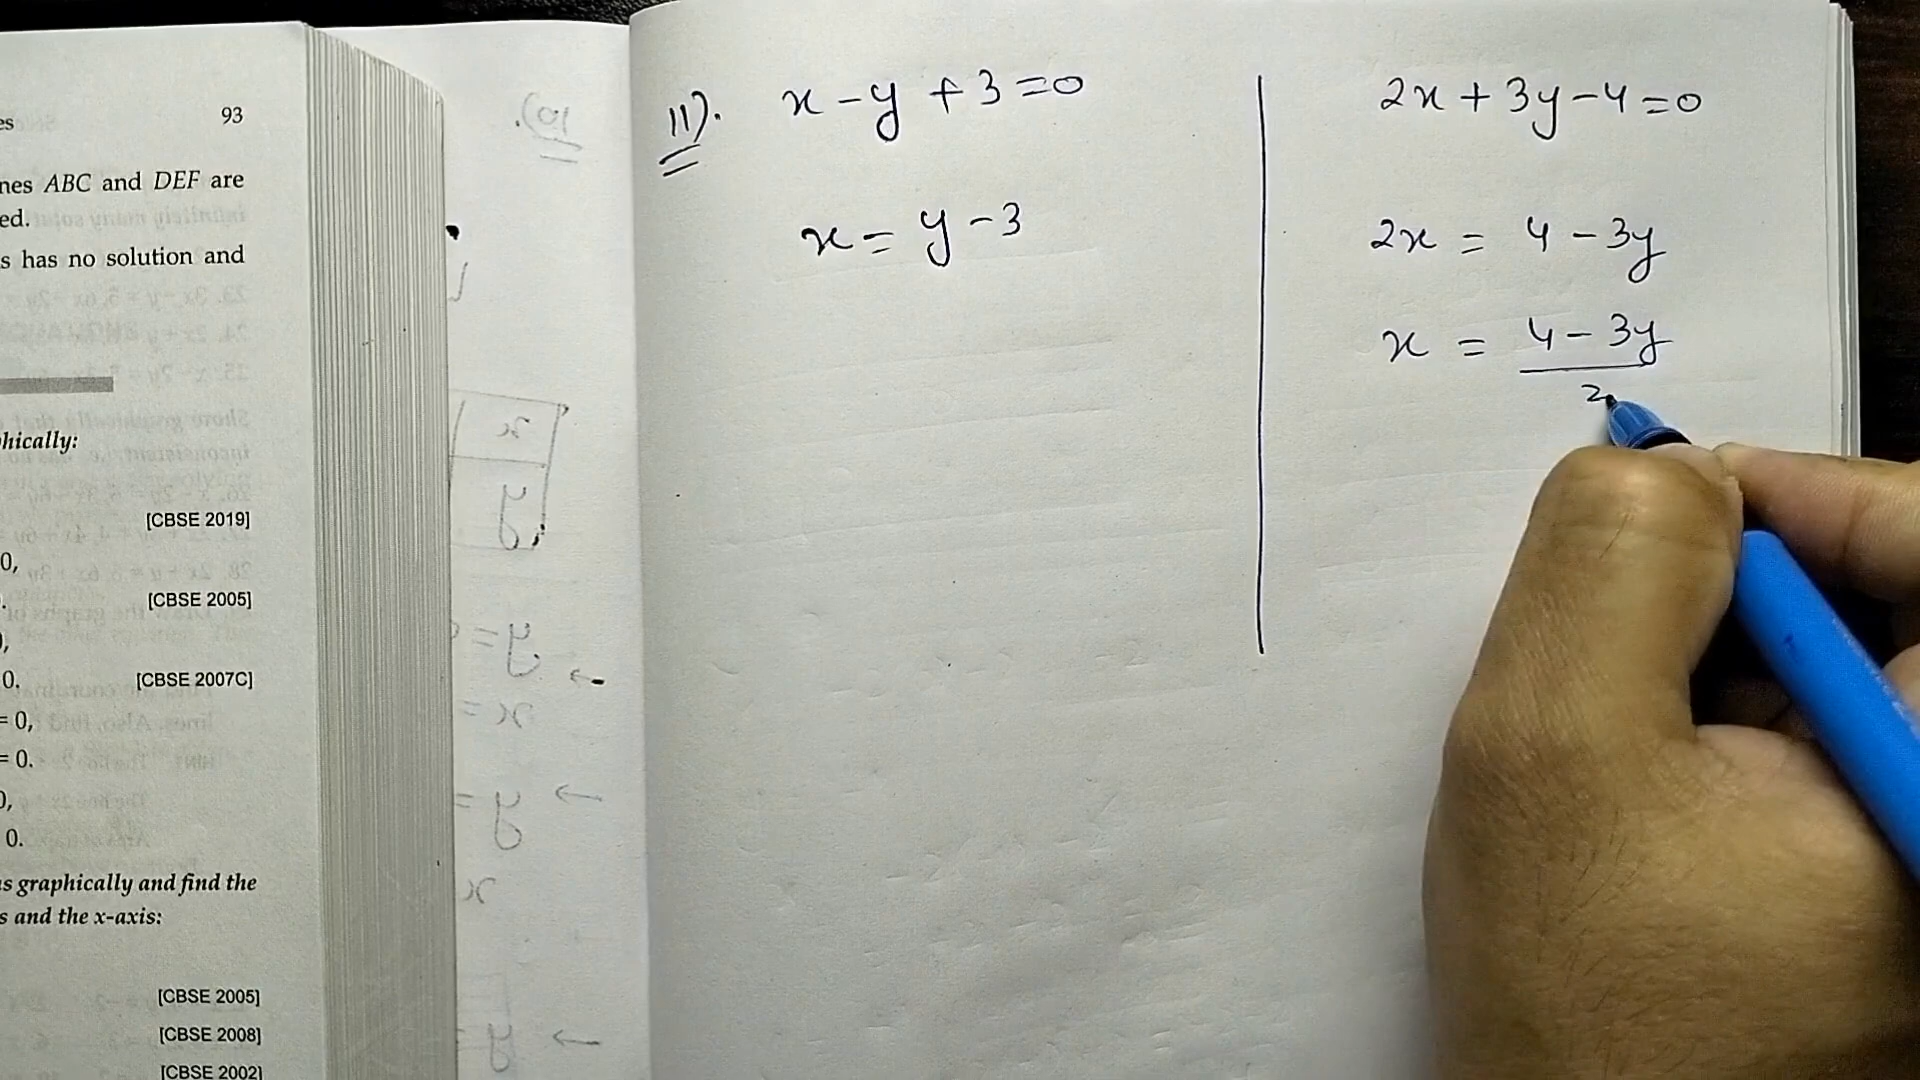 es 93
nes ABC and DEF are
ed.
s has no solution and
hically:
[CBSE 2019]
0,
. [CBSE 2005]
),
0. [CBSE 2007C]
= 0,
= 0.
0,
0.
s graphically and find the
s and the x-axis:
[CBSE 2005]
[CBSE 2008]
[CBSE 2002]
11). x - y + 3 = 0
x = y - 3
2x + 3y - 4 = 0
2x = 4 - 3y
x = 4 - 3y
2